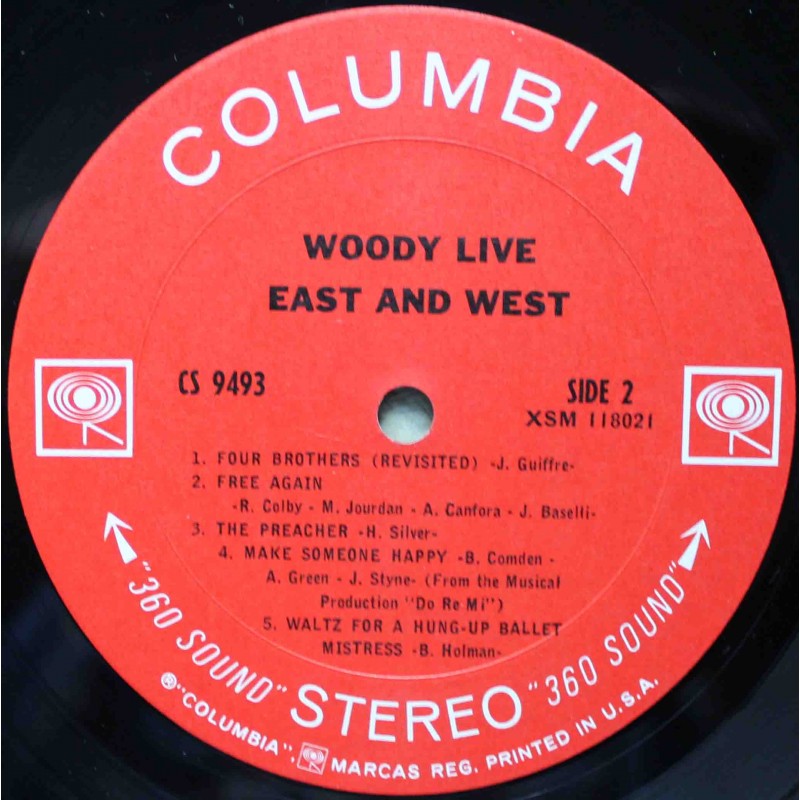 COLUMBIA
WOODY LIVE
EAST AND WEST
CS 9493
SIDE 2
XSM 118021
1. FOUR BROTHERS (REVISITED) -J. Guiffre-
2. FREE AGAIN
-R. Colby - M. Jourdan - A. Canfora - J. Baselli-
3. THE PREACHER -H. Silver-
4. MAKE SOMEONE HAPPY -B. Comden -
A. Green - J. Styne- (From the Musical
Production "Do Re Mi")
5. WALTZ FOR A HUNG-UP BALLET
MISTRESS -B. Holman-
"360 SOUND" STEREO "360 SOUND"
® "COLUMBIA", MARCAS REG. PRINTED IN U.S.A.